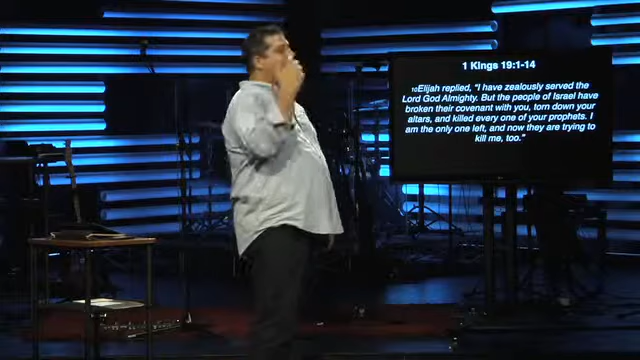 1 Kings 19:1-14
10Elijah replied, "I have zealously served the
Lord God Almighty. But the people of Israel have
broken their covenant with you, torn down your
altars, and killed every one of your prophets. I
am the only one left, and now they are trying to
kill me, too."